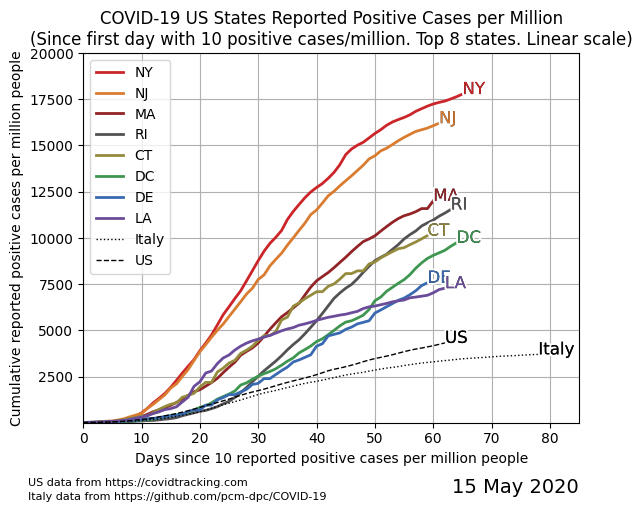 COVID-19 US States Reported Positive Cases per Million
(Since first day with 10 positive cases/million. Top 8 states. Linear scale)
Cumulative reported positive cases per million people
20000
17500
15000
12500
10000
7500
5000
2500
NY
NJ
MA
RI
CT
DC
DE
LA
Italy
US
NY
NJ
MA
RI
CT
DC
DE
LA
US
Italy
0 10 20 30 40 50 60 70 80
Days since 10 reported positive cases per million people
US data from https://covidtracking.com
Italy data from https://github.com/pcm-dpc/COVID-19
15 May 2020